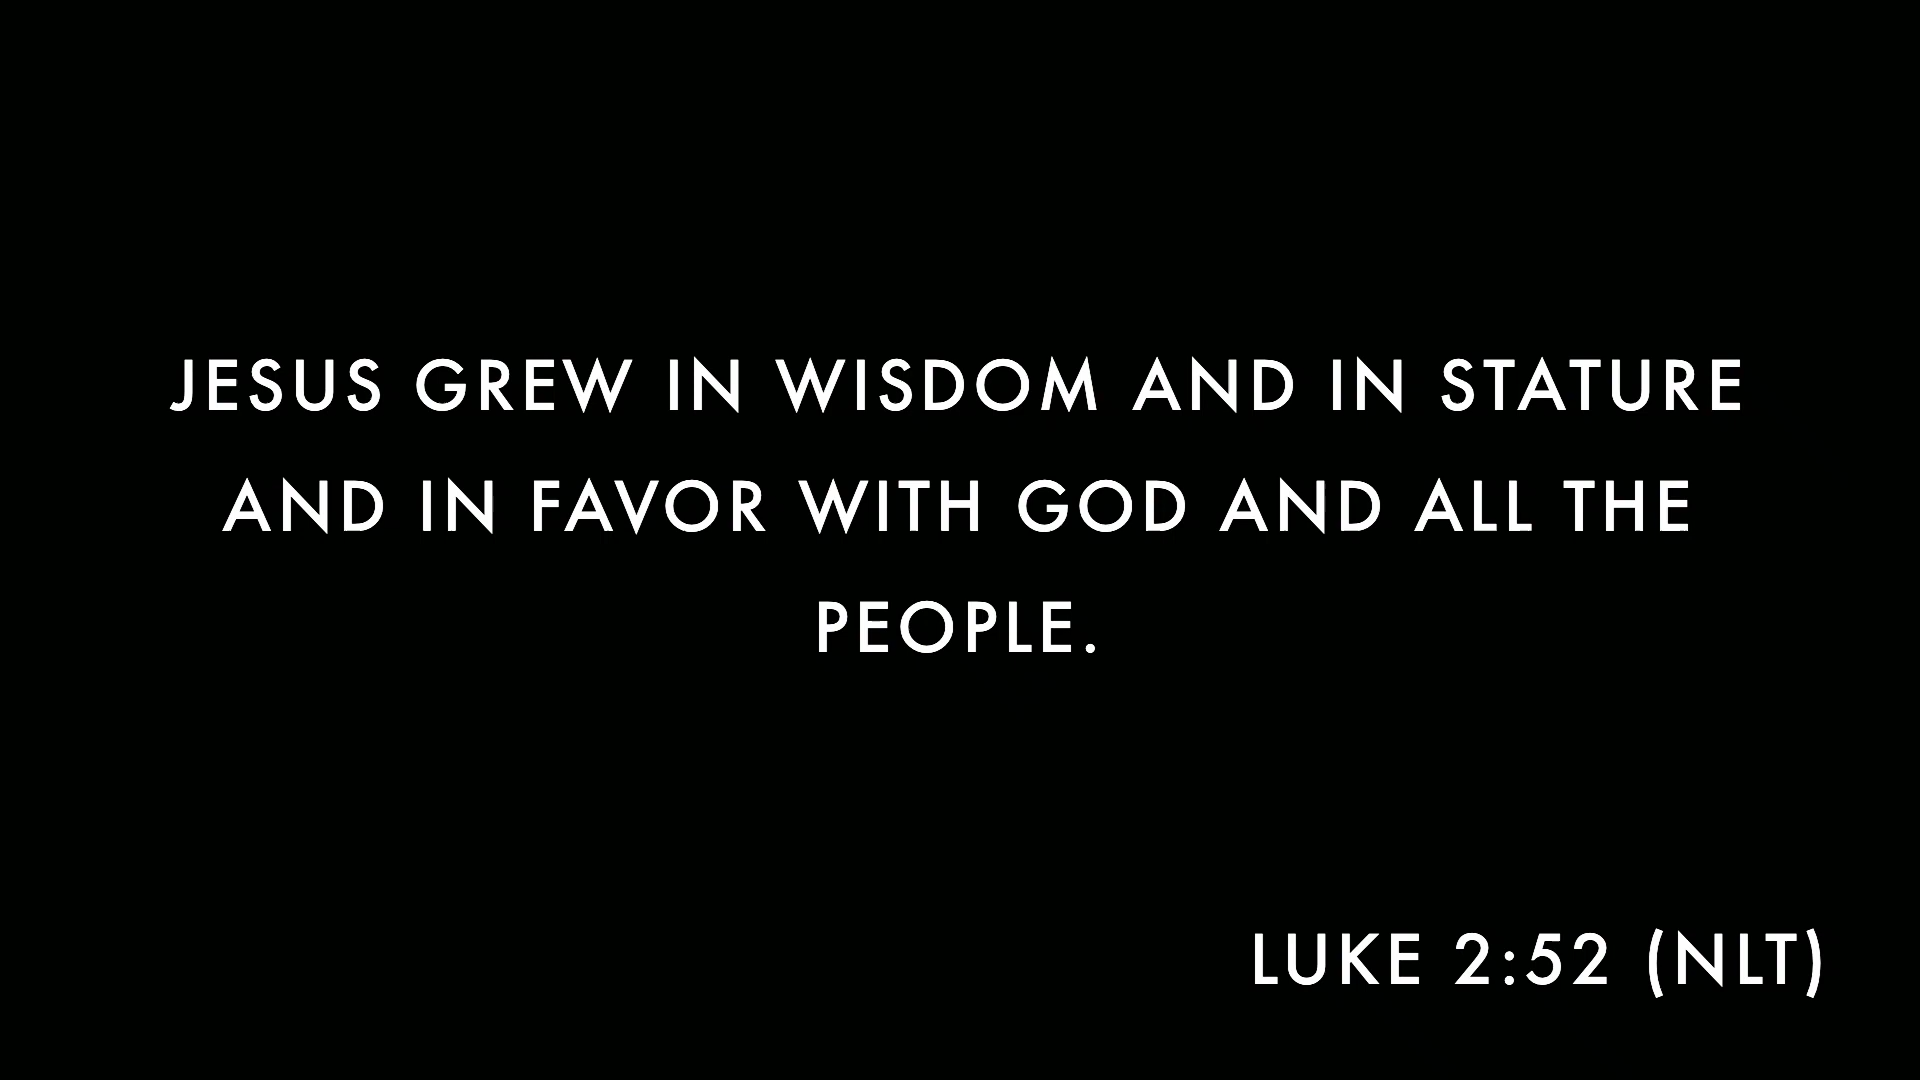 JESUS GREW IN WISDOM AND IN STATURE
AND IN FAVOR WITH GOD AND ALL THE
PEOPLE.
LUKE 2:52 (NLT)